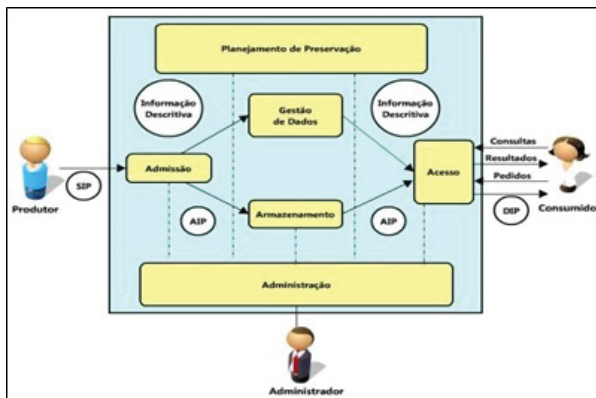 Planejamento de Preservação
Informação
Descritiva
Gestão
de Dados
Informação
Descritiva
Produtor
SIP
Admissão
AIP
Armazenamento
AIP
Acesso
Consultas
Resultados
Pedidos
DIP
Consumido
Administração
Administrador